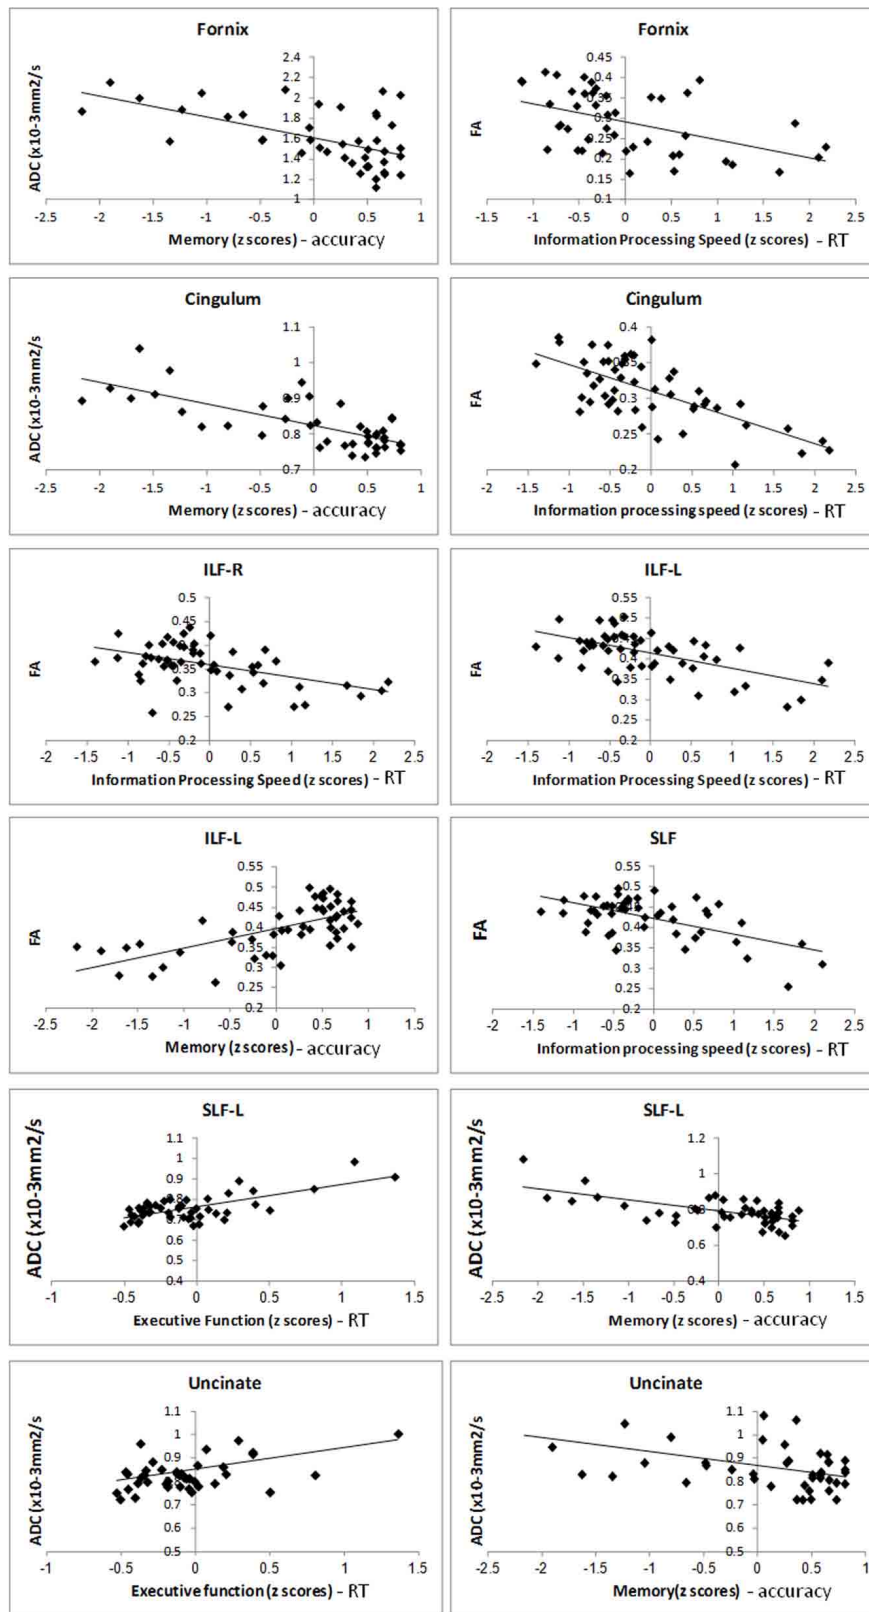 Fornix
2.4
2.2
2
1.8
1.6
1.4
1.2
1
-2.5 -2 -1.5 -1 -0.5 0 0.5 1
ADC (x10-3mm2/s
Memory (z scores) - accuracy
Fornix
0.45
0.4
0.35
0.3
0.25
0.2
0.15
0.1
-1.5 -1 -0.5 0 0.5 1 1.5 2 2.5
FA
Information Processing Speed (z scores) - RT
Cingulum
1.1
1
0.9
0.8
0.7
-2.5 -2 -1.5 -1 -0.5 0 0.5 1
ADC (x10-3mm2/s
Memory (z scores) - accuracy
Cingulum
0.4
0.3
0.2
-2 -1.5 -1 -0.5 0 0.5 1 1.5 2 2.5
FA
Information processing speed (z scores) - RT
ILF-R
0.5
0.45
0.4
0.35
0.3
0.25
0.2
-2 -1.5 -1 -0.5 0 0.5 1 1.5 2 2.5
FA
Information Processing Speed (z scores) - RT
ILF-L
0.55
0.5
0.45
0.4
0.35
0.3
0.25
0.2
-2 -1.5 -1 -0.5 0 0.5 1 1.5 2 2.5
FA
Information Processing Speed (z scores) - RT
ILF-L
0.55
0.5
0.45
0.4
0.35
0.3
0.25
0.2
-2.5 -2 -1.5 -1 -0.5 0 0.5 1 1.5
FA
Memory (z scores) - accuracy
SLF
0.55
0.5
0.45
0.4
0.35
0.3
0.25
0.2
-2 -1.5 -1 -0.5 0 0.5 1 1.5 2 2.5
FA
Information processing speed (z scores) - RT
SLF-L
1.1
1
0.9
0.8
0.7
0.6
0.5
0.4
-1 -0.5 0 0.5 1 1.5
ADC (x10-3mm2/s
Executive Function (z scores) - RT
SLF-L
1.2
1
0.8
0.6
0.4
-2.5 -2 -1.5 -1 -0.5 0 0.5 1 1.5
ADC (x10-3mm2/s
Memory (z scores) - accuracy
Uncinate
1.1
1
0.9
0.8
0.7
0.6
0.5
-1 -0.5 0 0.5 1 1.5
ADC (x10-3mm2/s
Executive function (z scores) - RT
Uncinate
1.1
1
0.9
0.8
0.7
0.6
0.5
-2.5 -2 -1.5 -1 -0.5 0 0.5 1
ADC (x10-3mm2/s
Memory(z scores) - accuracy